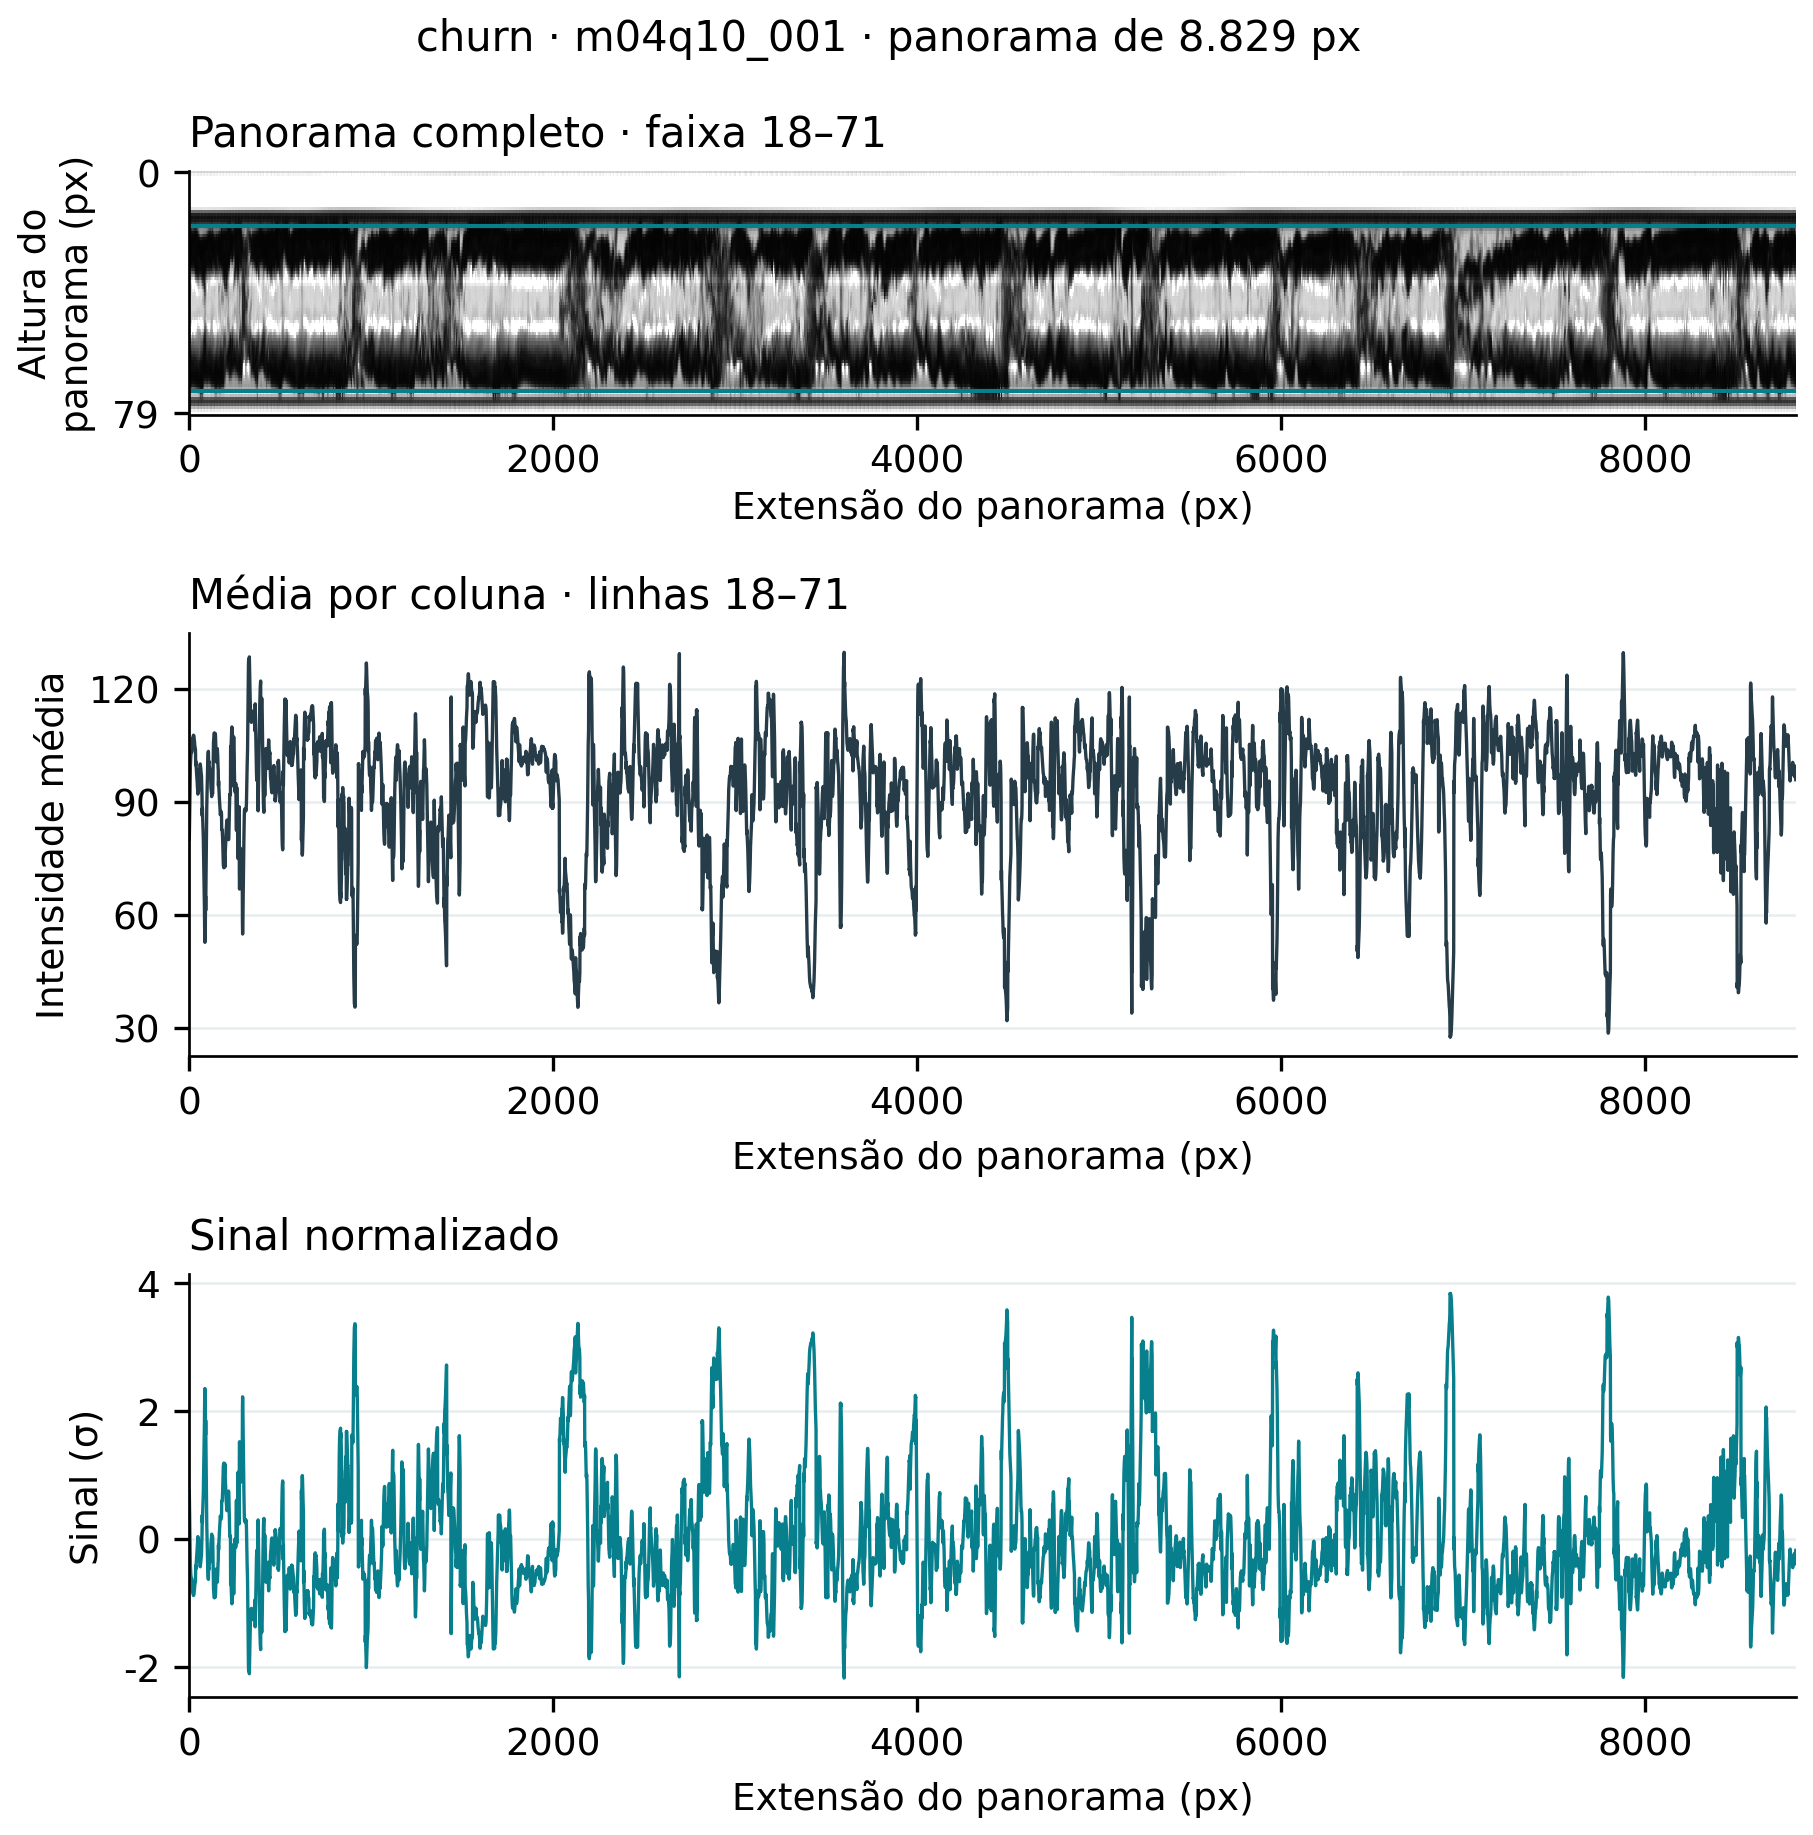 churn · m04q10_001 · panorama de 8.829 px
Panorama completo · faixa 18–71
Altura do
panorama (px)
0
79
0 2000 4000 6000 8000
Extensão do panorama (px)
Média por coluna · linhas 18–71
Intensidade média
120
90
60
30
0 2000 4000 6000 8000
Extensão do panorama (px)
Sinal normalizado
Sinal (σ)
4
2
0
-2
0 2000 4000 6000 8000
Extensão do panorama (px)